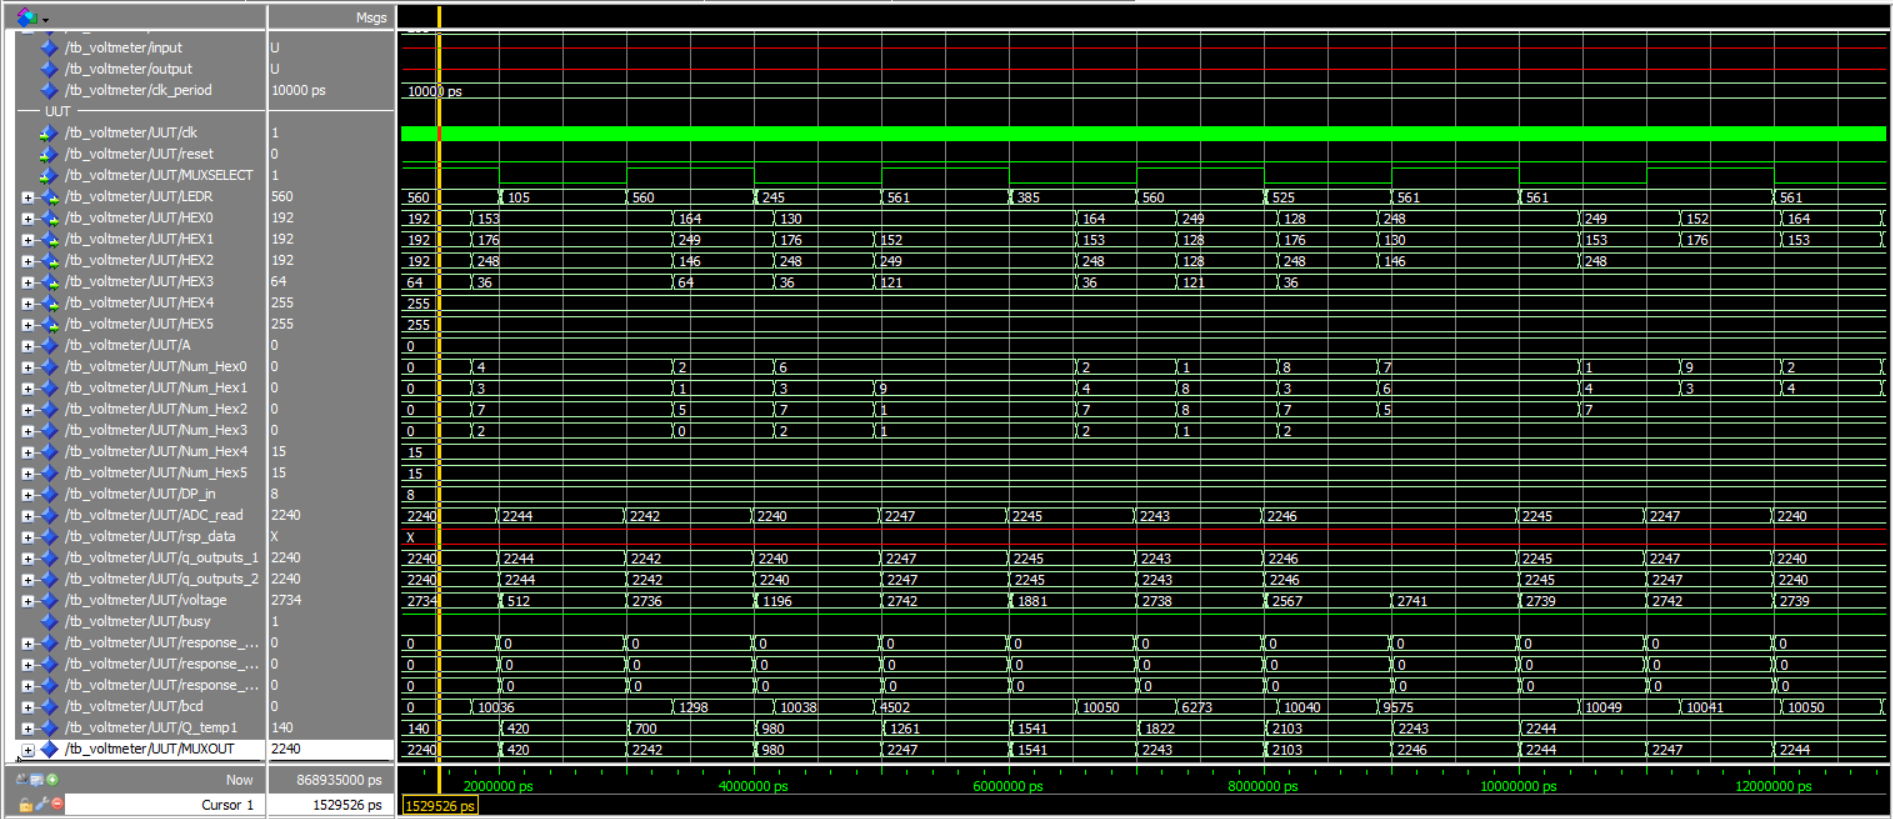 Msgs
/tb_voltmeter/input U
/tb_voltmeter/output U
/tb_voltmeter/clk_period 10000 ps 10000 ps
UUT
/tb_voltmeter/UUT/clk 1
/tb_voltmeter/UUT/reset 0
/tb_voltmeter/UUT/MUXSELECT 1
/tb_voltmeter/UUT/LEDR 560 560 105 560 245 561 385 560 525 561 561 561
/tb_voltmeter/UUT/HEX0 192 192 153 164 130 164 249 128 248 249 152 164
/tb_voltmeter/UUT/HEX1 192 192 176 249 176 152 153 128 176 130 153 176 153
/tb_voltmeter/UUT/HEX2 192 192 248 146 248 249 248 128 248 146 248
/tb_voltmeter/UUT/HEX3 64 64 36 64 36 121 36 121 36
/tb_voltmeter/UUT/HEX4 255 255
/tb_voltmeter/UUT/HEX5 255 255
/tb_voltmeter/UUT/A 0 0
/tb_voltmeter/UUT/Num_Hex0 0 0 4 2 6 2 1 8 7 1 9 2
/tb_voltmeter/UUT/Num_Hex1 0 0 3 1 3 9 4 8 3 6 4 3 4
/tb_voltmeter/UUT/Num_Hex2 0 0 7 5 7 1 7 8 7 5 7
/tb_voltmeter/UUT/Num_Hex3 0 0 2 0 2 1 2 1 2
/tb_voltmeter/UUT/Num_Hex4 15 15
/tb_voltmeter/UUT/Num_Hex5 15 15
/tb_voltmeter/UUT/DP_in 8 8
/tb_voltmeter/UUT/ADC_read 2240 2240 2244 2242 2240 2247 2245 2243 2246 2245 2247 2240
/tb_voltmeter/UUT/rsp_data X X
/tb_voltmeter/UUT/q_outputs_1 2240 2240 2244 2242 2240 2247 2245 2243 2246 2245 2247 2240
/tb_voltmeter/UUT/q_outputs_2 2240 2240 2244 2242 2240 2247 2245 2243 2246 2245 2247 2240
/tb_voltmeter/UUT/voltage 2734 2734 512 2736 1196 2742 1881 2738 2567 2741 2739 2742 2739
/tb_voltmeter/UUT/busy 1
/tb_voltmeter/UUT/response_... 0 0 0 0 0 0 0 0 0 0 0 0 0
/tb_voltmeter/UUT/response_... 0 0 0 0 0 0 0 0 0 0 0 0 0
/tb_voltmeter/UUT/response_... 0 0 0 0 0 0 0 0 0 0 0 0 0
/tb_voltmeter/UUT/bcd 0 0 10036 1298 10038 4502 10050 6273 10040 9575 10049 10041 10050
/tb_voltmeter/UUT/Q_temp1 140 140 420 700 980 1261 1541 1822 2103 2243 2244
/tb_voltmeter/UUT/MUXOUT 2240 2240 420 2242 980 2247 1541 2243 2103 2246 2244 2247 2244
Now 868935000 ps 2000000 ps 4000000 ps 6000000 ps 8000000 ps 10000000 ps 12000000 ps
Cursor 1 1529526 ps 1529526 ps